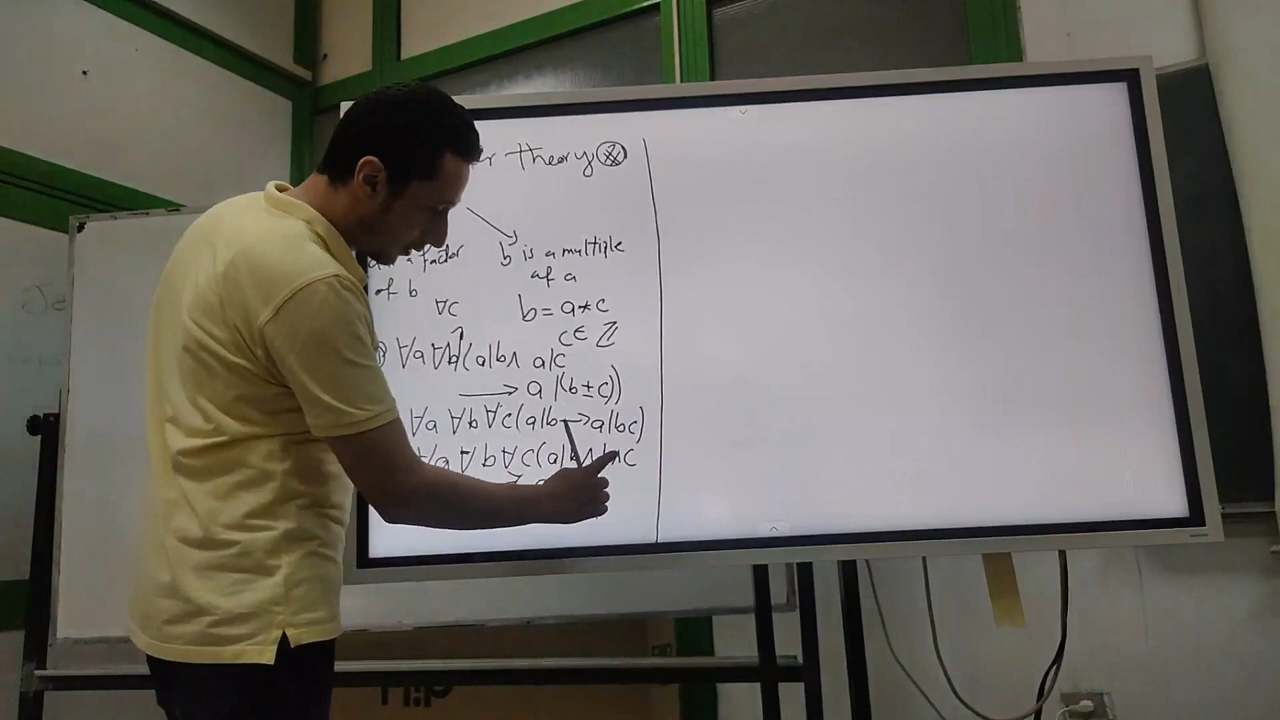 theory ⊗
factor b is a multiple
of b of a
∀c b = a * c
c ∈ ℤ
∀a ∀b (a|b ∧ a|c
→ a |(b ± c))
∀a ∀b ∀c (a|b → a|bc)
∀a ∀b ∀c (a|b ∧